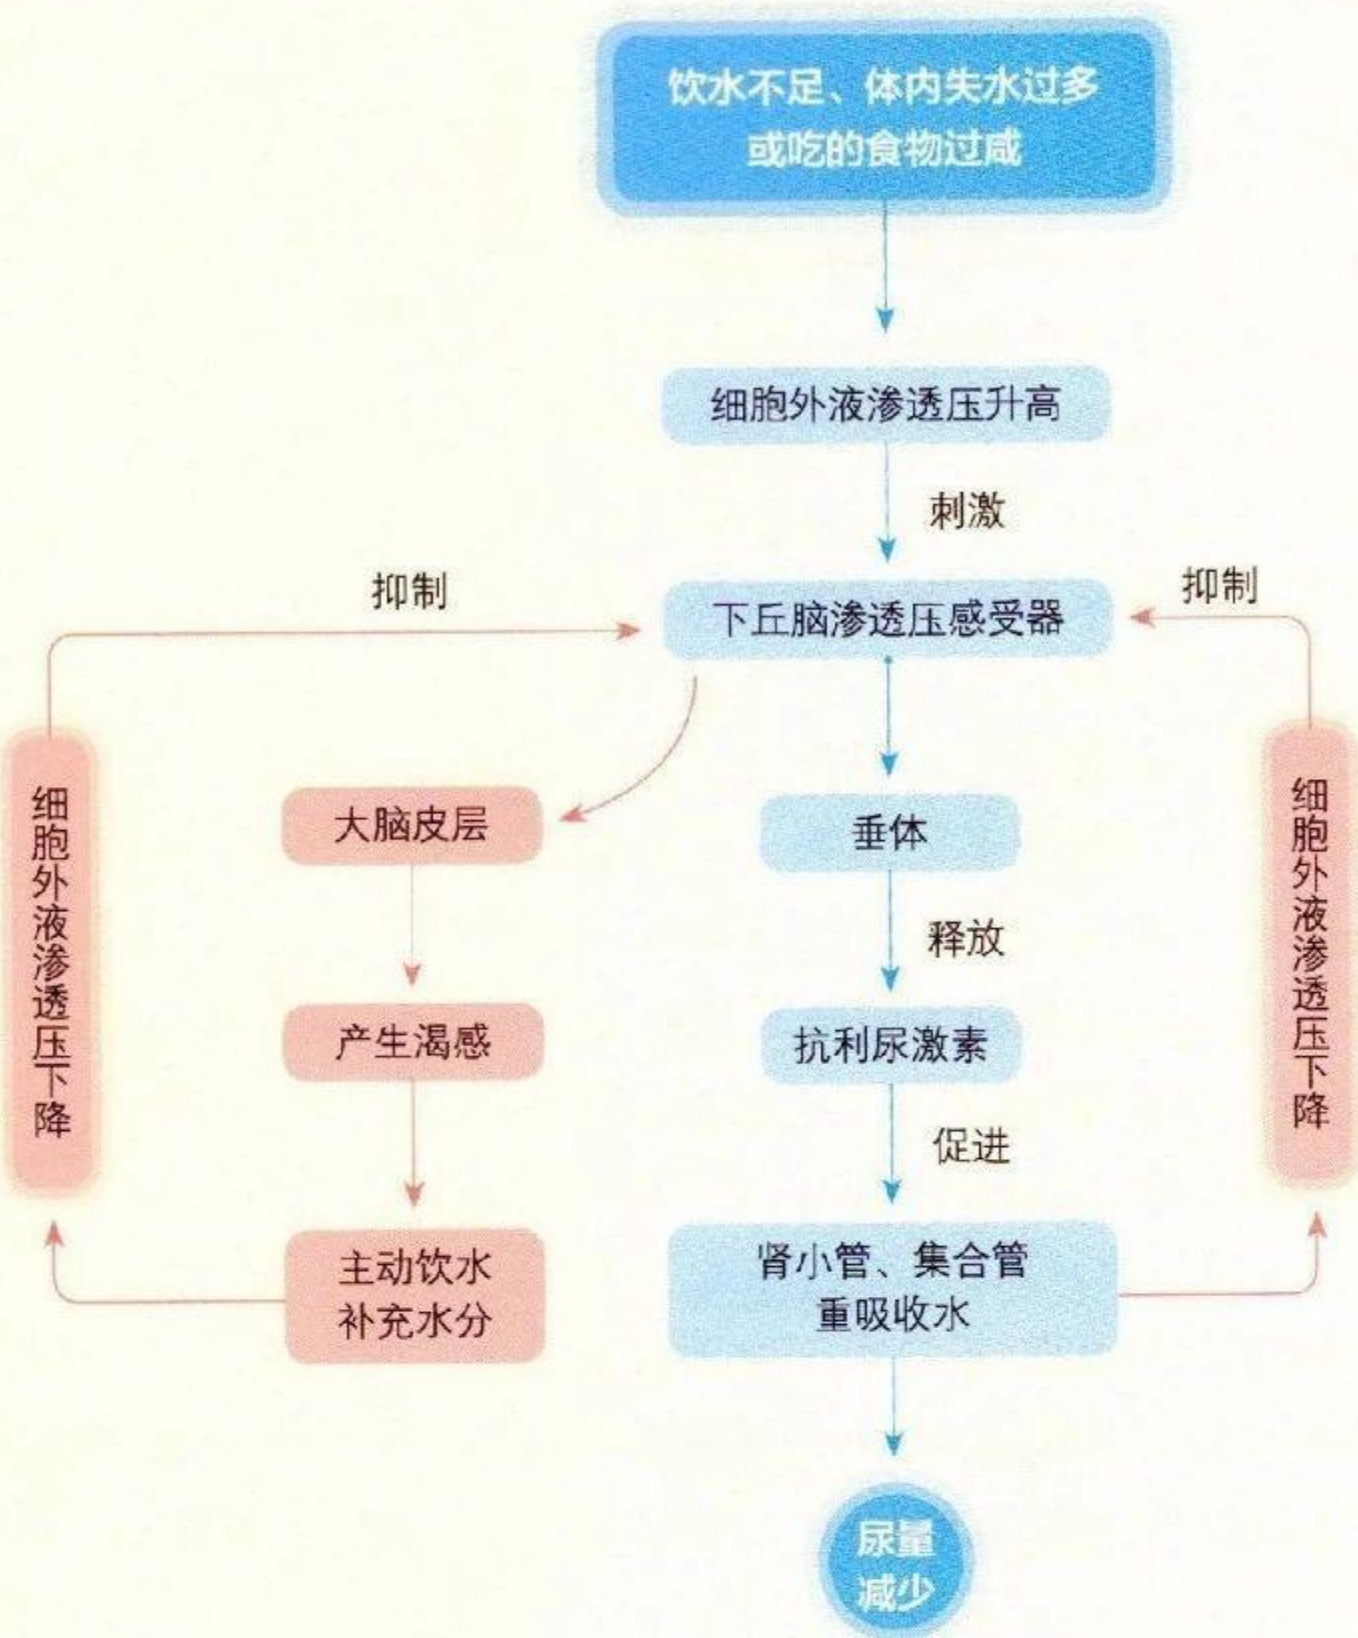 饮水不足、体内失水过多
或吃的食物过咸
细胞外液渗透压升高
刺激
抑制
抑制
下丘脑渗透压感受器
细胞外液渗透压下降
大脑皮层
垂体
细胞外液渗透压下降
释放
产生渴感
抗利尿激素
促进
主动饮水
补充水分
肾小管、集合管
重吸收水
尿量
减少